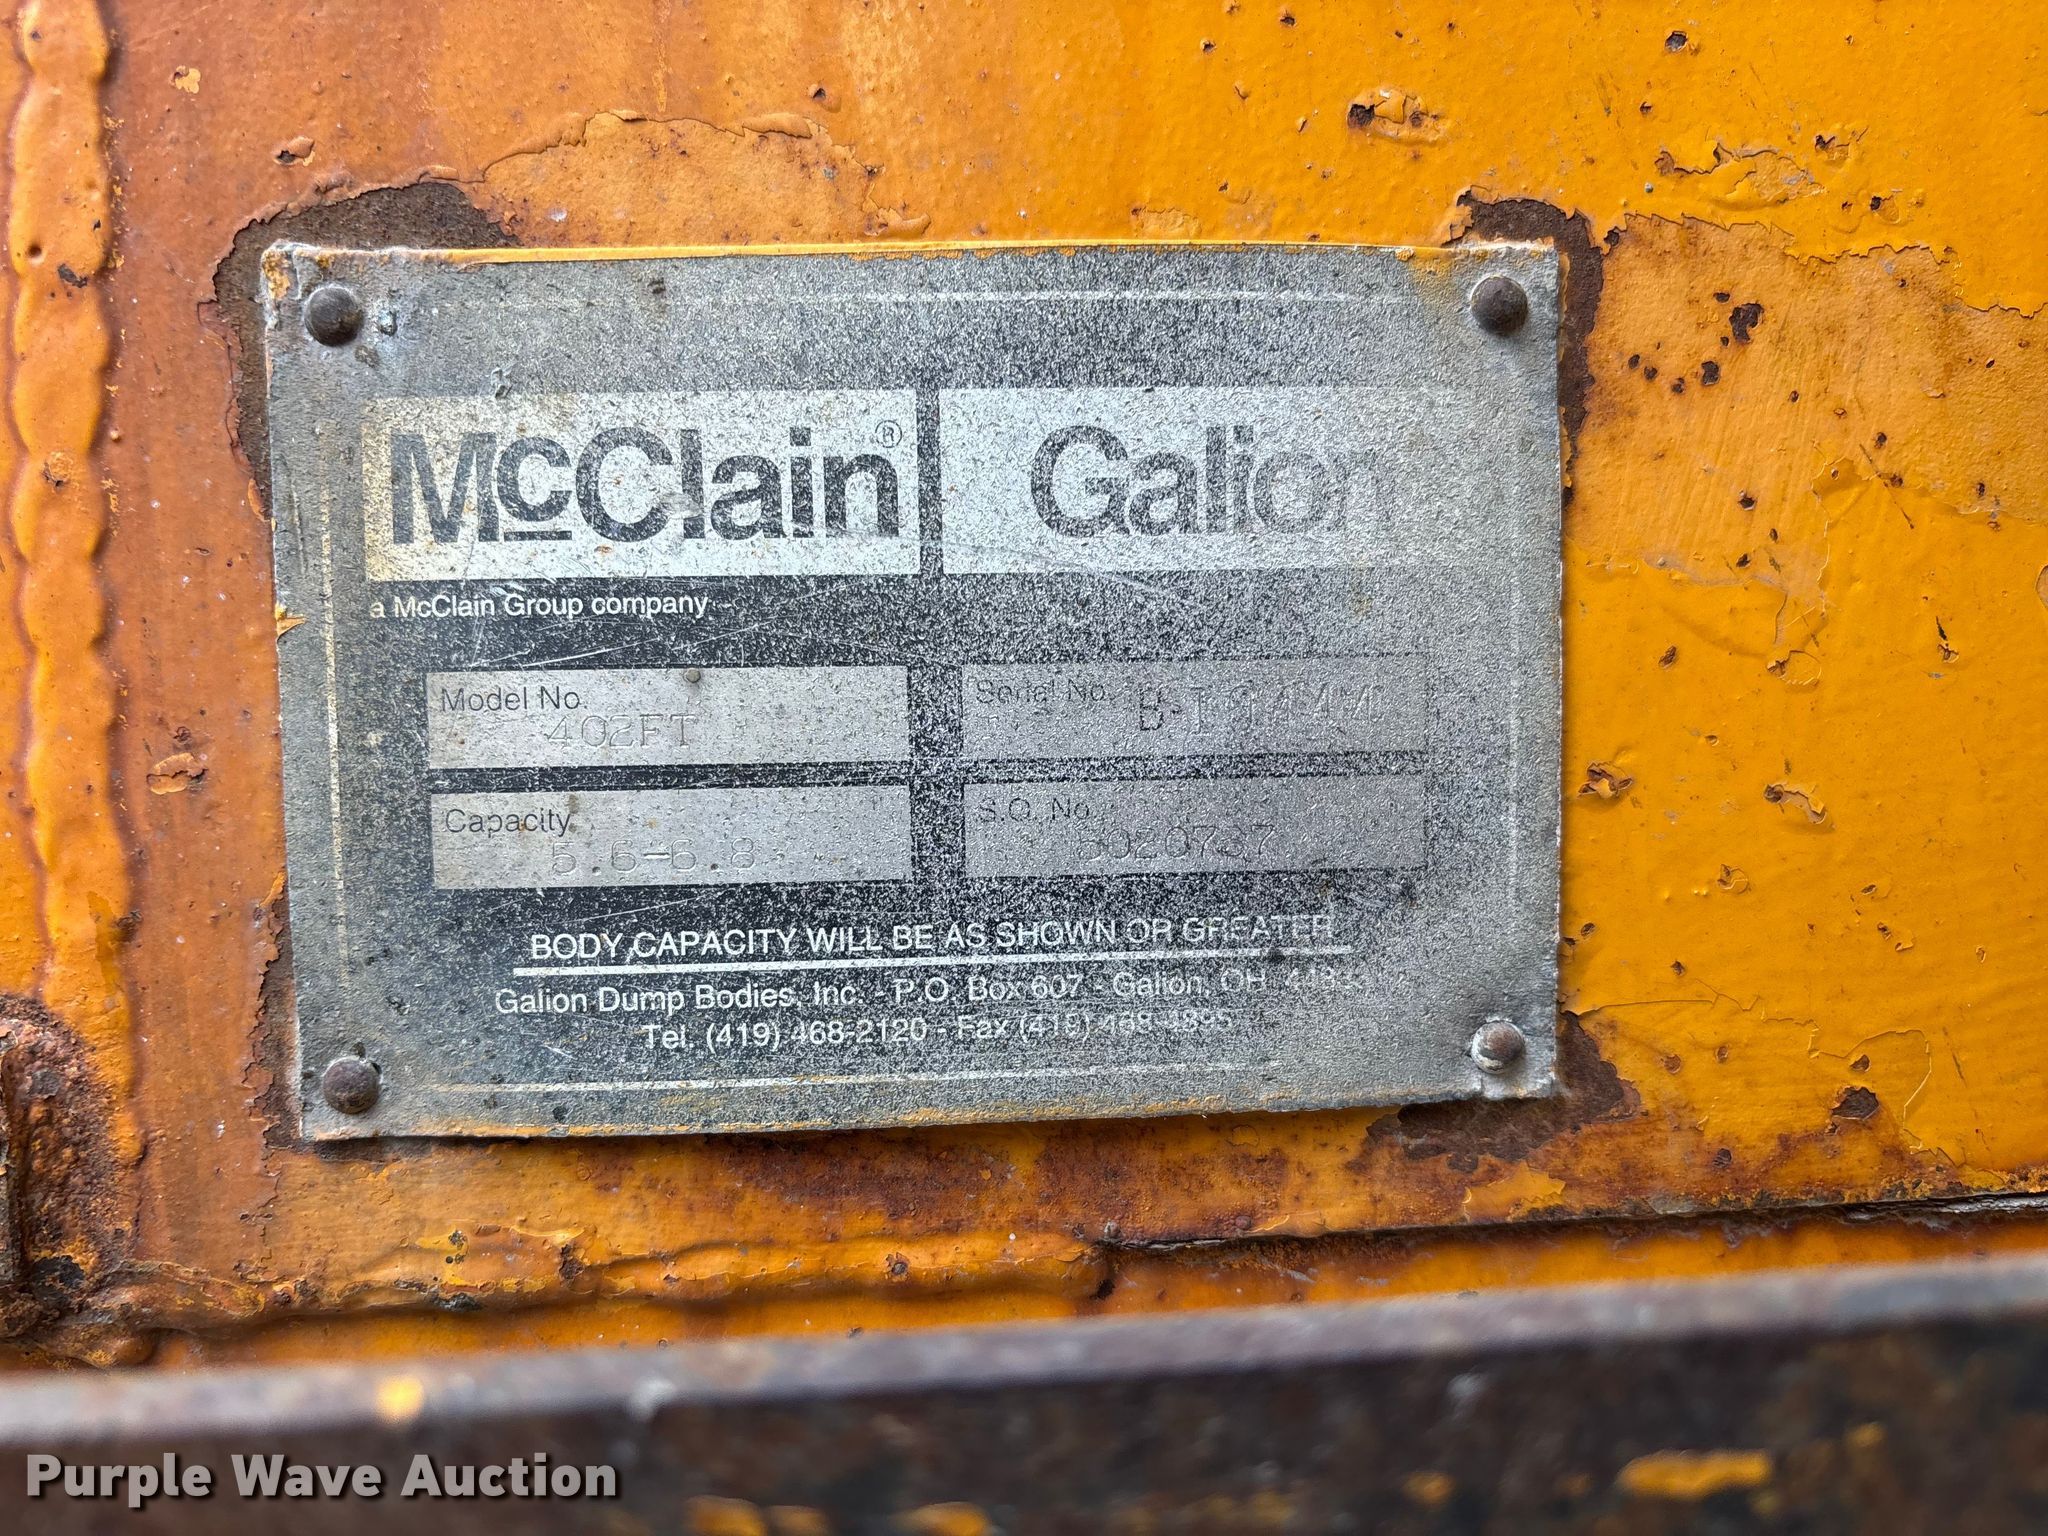 McClain® Galion
a McClain Group company
Model No. 402FT
Serial No.
Capacity 5.6-6.8
S.O. No.
BODY CAPACITY WILL BE AS SHOWN OR GREATER
Galion Dump Bodies, Inc. - P.O. Box 607 - Galion, OH
Tel. (419) 468-2120 - Fax (419)
Purple Wave Auction